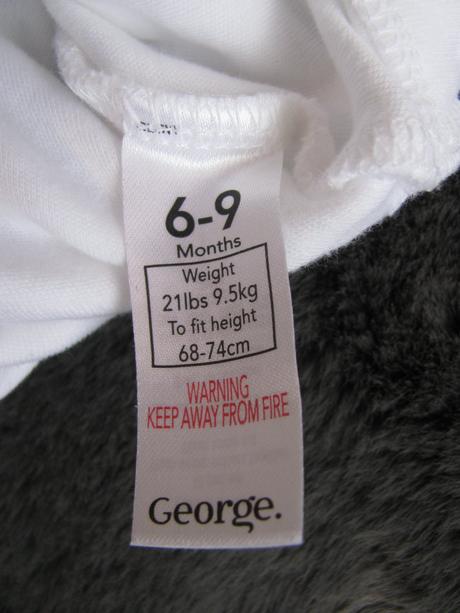 6-9
Months
Weight
21lbs 9.5kg
To fit height
68-74cm
WARNING
KEEP AWAY FROM FIRE
George.